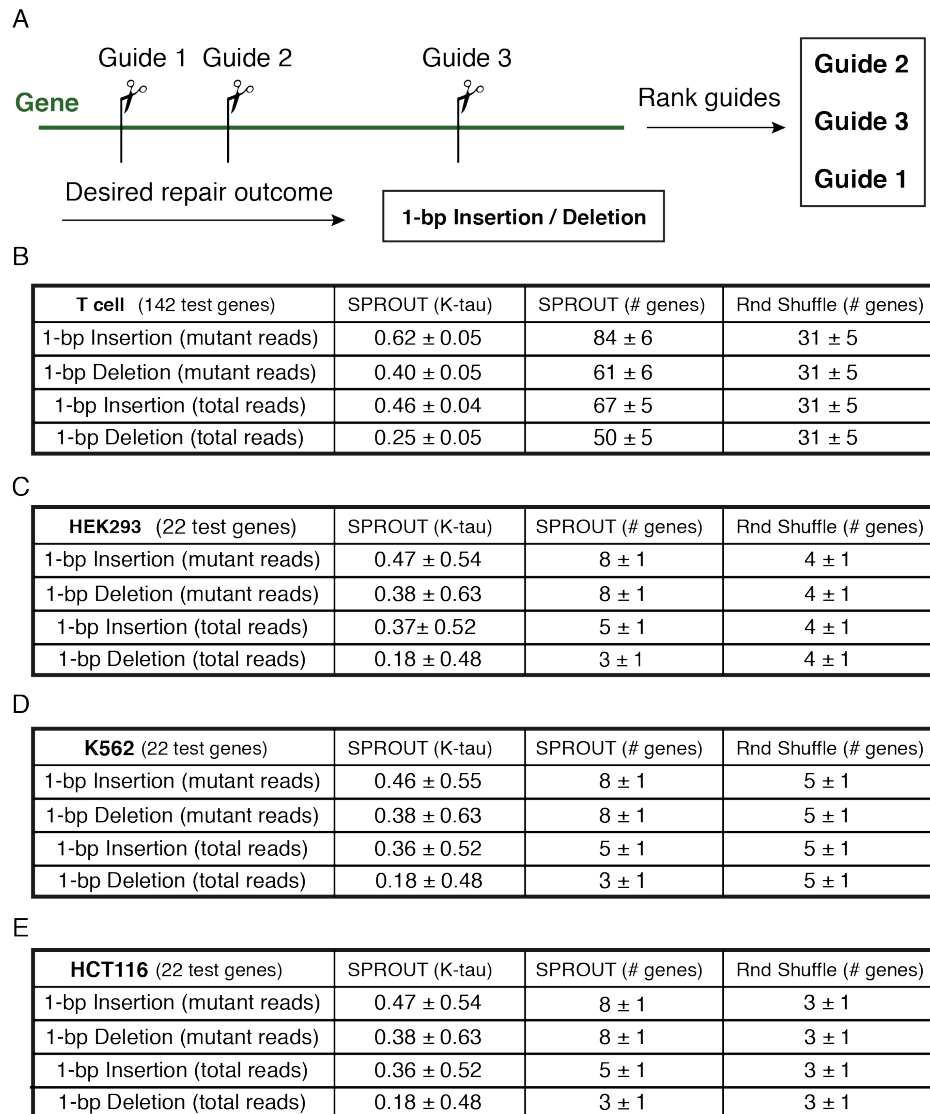 A
Guide 1 Guide 2 Guide 3
Gene
Rank guides
Guide 2
Guide 3
Guide 1
Desired repair outcome
1-bp Insertion / Deletion
B
T cell (142 test genes) SPROUT (K-tau) SPROUT (# genes) Rnd Shuffle (# genes)
1-bp Insertion (mutant reads) 0.62 ± 0.05 84 ± 6 31 ± 5
1-bp Deletion (mutant reads) 0.40 ± 0.05 61 ± 6 31 ± 5
1-bp Insertion (total reads) 0.46 ± 0.04 67 ± 5 31 ± 5
1-bp Deletion (total reads) 0.25 ± 0.05 50 ± 5 31 ± 5
C
HEK293 (22 test genes) SPROUT (K-tau) SPROUT (# genes) Rnd Shuffle (# genes)
1-bp Insertion (mutant reads) 0.47 ± 0.54 8 ± 1 4 ± 1
1-bp Deletion (mutant reads) 0.38 ± 0.63 8 ± 1 4 ± 1
1-bp Insertion (total reads) 0.37± 0.52 5 ± 1 4 ± 1
1-bp Deletion (total reads) 0.18 ± 0.48 3 ± 1 4 ± 1
D
K562 (22 test genes) SPROUT (K-tau) SPROUT (# genes) Rnd Shuffle (# genes)
1-bp Insertion (mutant reads) 0.46 ± 0.55 8 ± 1 5 ± 1
1-bp Deletion (mutant reads) 0.38 ± 0.63 8 ± 1 5 ± 1
1-bp Insertion (total reads) 0.36 ± 0.52 5 ± 1 5 ± 1
1-bp Deletion (total reads) 0.18 ± 0.48 3 ± 1 5 ± 1
E
HCT116 (22 test genes) SPROUT (K-tau) SPROUT (# genes) Rnd Shuffle (# genes)
1-bp Insertion (mutant reads) 0.47 ± 0.54 8 ± 1 3 ± 1
1-bp Deletion (mutant reads) 0.38 ± 0.63 8 ± 1 3 ± 1
1-bp Insertion (total reads) 0.36 ± 0.52 5 ± 1 3 ± 1
1-bp Deletion (total reads) 0.18 ± 0.48 3 ± 1 3 ± 1